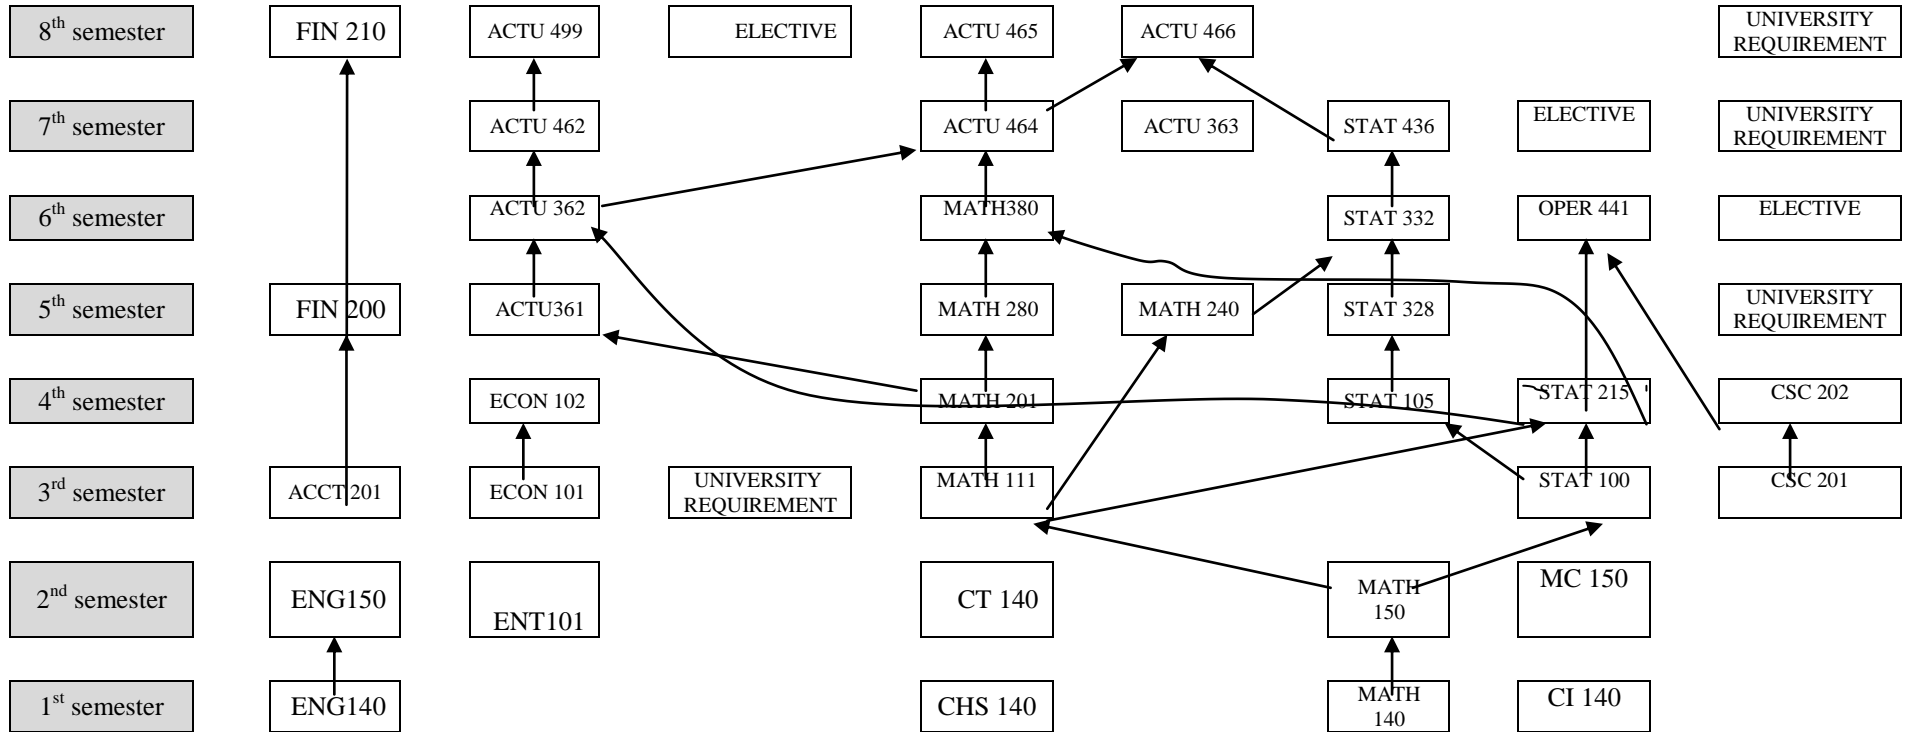 8th semester
FIN 210
ACTU 499
ELECTIVE
ACTU 465
ACTU 466
UNIVERSITY
REQUIREMENT
7th semester
ACTU 462
ACTU 464
ACTU 363
STAT 436
ELECTIVE
UNIVERSITY
REQUIREMENT
6th semester
ACTU 362
MATH380
STAT 332
OPER 441
ELECTIVE
5th semester
FIN 200
ACTU361
MATH 280
MATH 240
STAT 328
UNIVERSITY
REQUIREMENT
4th semester
ECON 102
MATH 201
STAT 105
STAT 215
CSC 202
3rd semester
ACCT 201
ECON 101
UNIVERSITY
REQUIREMENT
MATH 111
STAT 100
CSC 201
2nd semester
ENG150
ENT101
CT 140
MATH
150
MC 150
1st semester
ENG140
CHS 140
MATH
140
CI 140